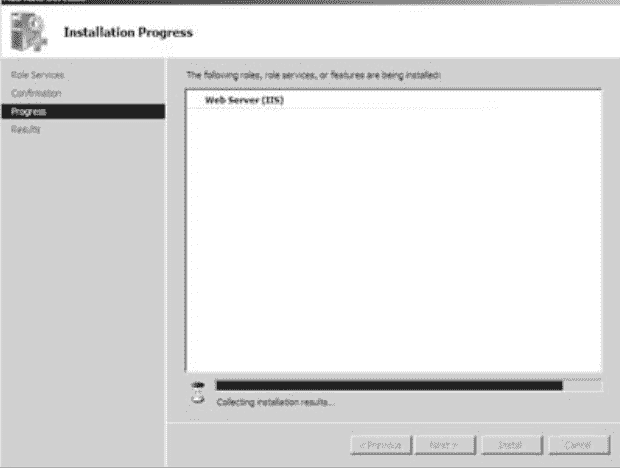 Installation Progress
Role Services
Confirmation
Progress
Results
The following roles, role services, or features are being installed:
Web Server (IIS)
Collecting installation results...
< Previous
Next >
Install
Cancel